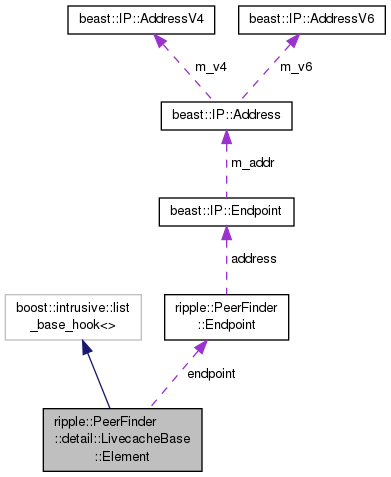 beast::IP::AddressV4
beast::IP::AddressV6
m_v4
m_v6
beast::IP::Address
m_addr
beast::IP::Endpoint
address
boost::intrusive::list
_base_hook<>
ripple::PeerFinder
::Endpoint
endpoint
ripple::PeerFinder
::detail::LivecacheBase
::Element